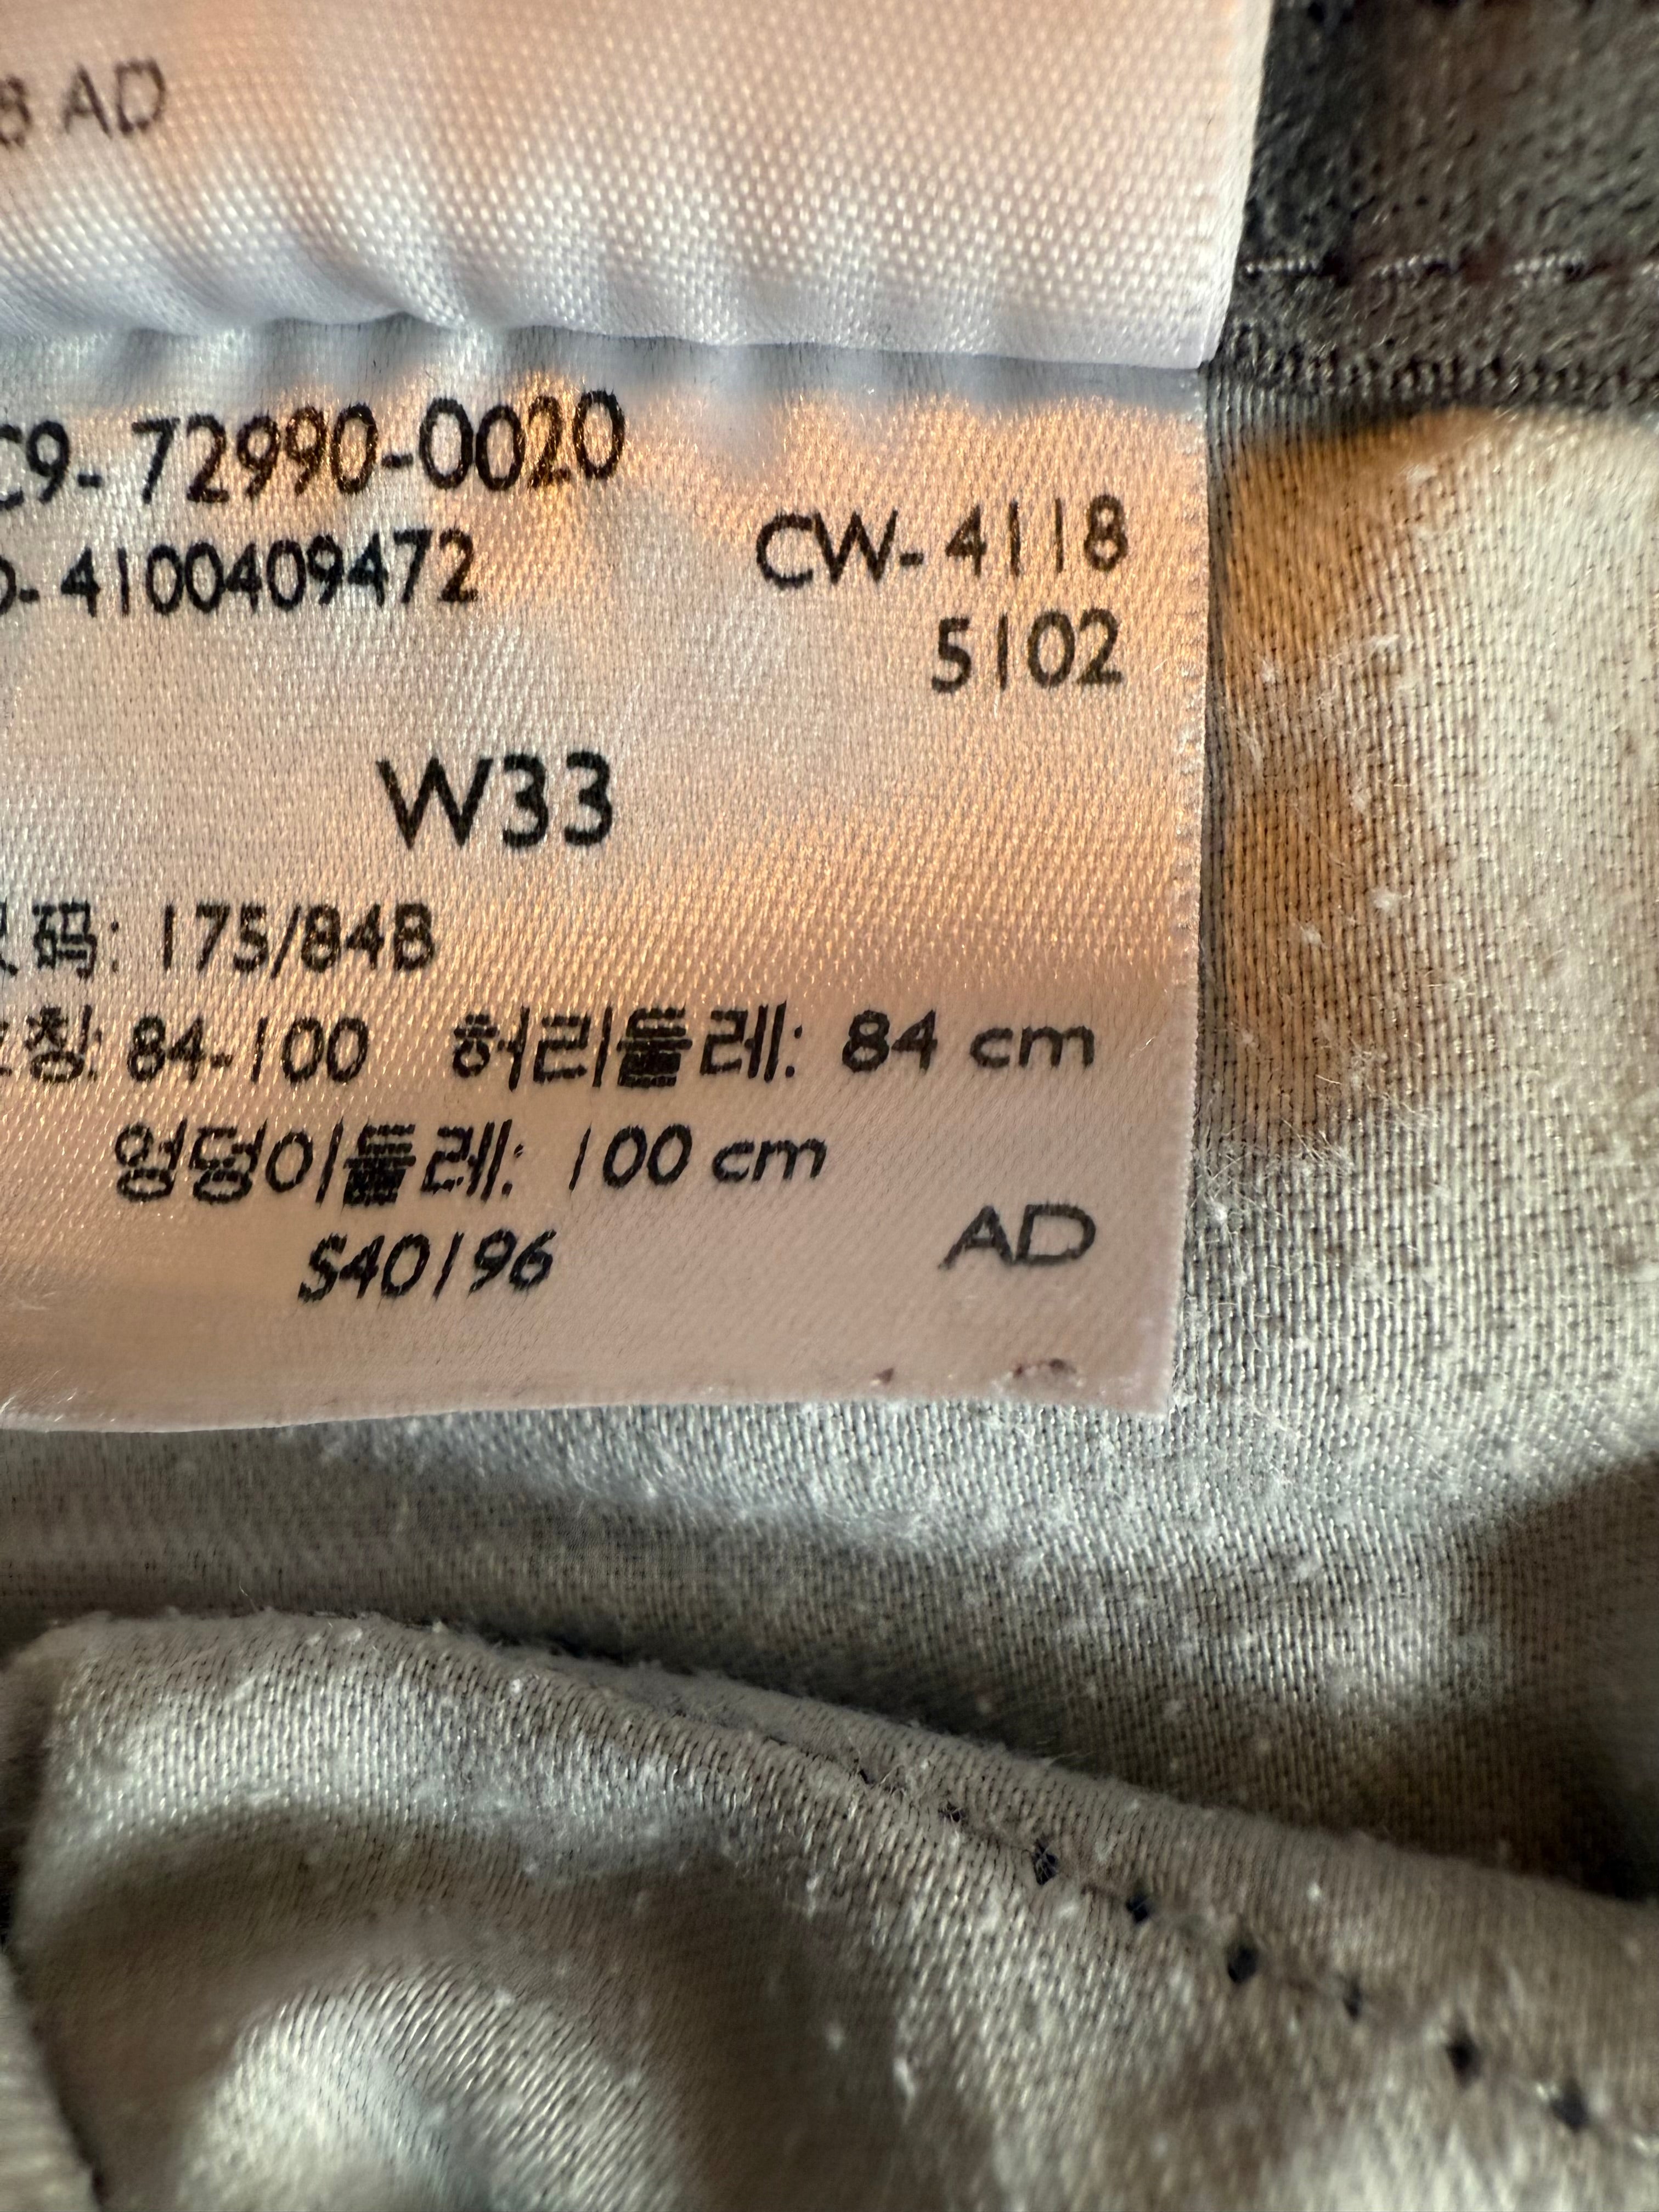 8 AD
C9- 72990-0020
CW- 4118
D- 4100409472
5102
W33
码: 175/84B
칭: 84-100 허리둘레: 84 cm
엉덩이둘레: 100 cm
S40196
AD